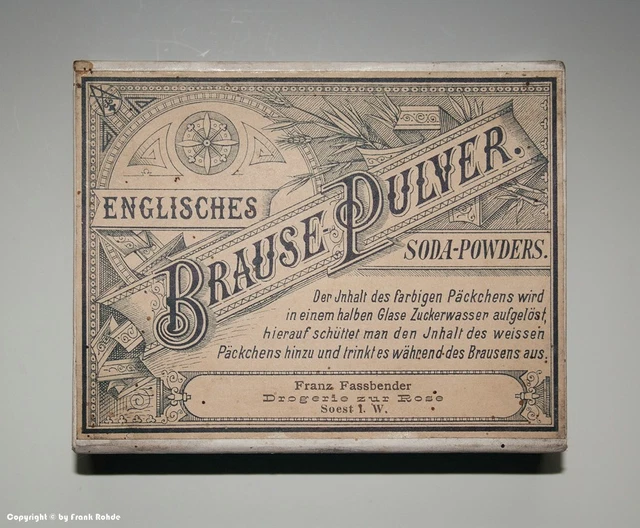 ENGLISCHES
BRAUSE-PULVER.
SODA-POWDERS.
Der Jnhalt des farbigen Päckchens wird
in einem halben Glase Zuckerwasser aufgelöst,
hierauf schüttet man den Jnhalt des weissen
Päckchens hinzu und trinkt es während des Brausens aus.
Franz Fassbender
Drogerie zur Rose
Soest i. W.
Copyright © by Frank Rohde